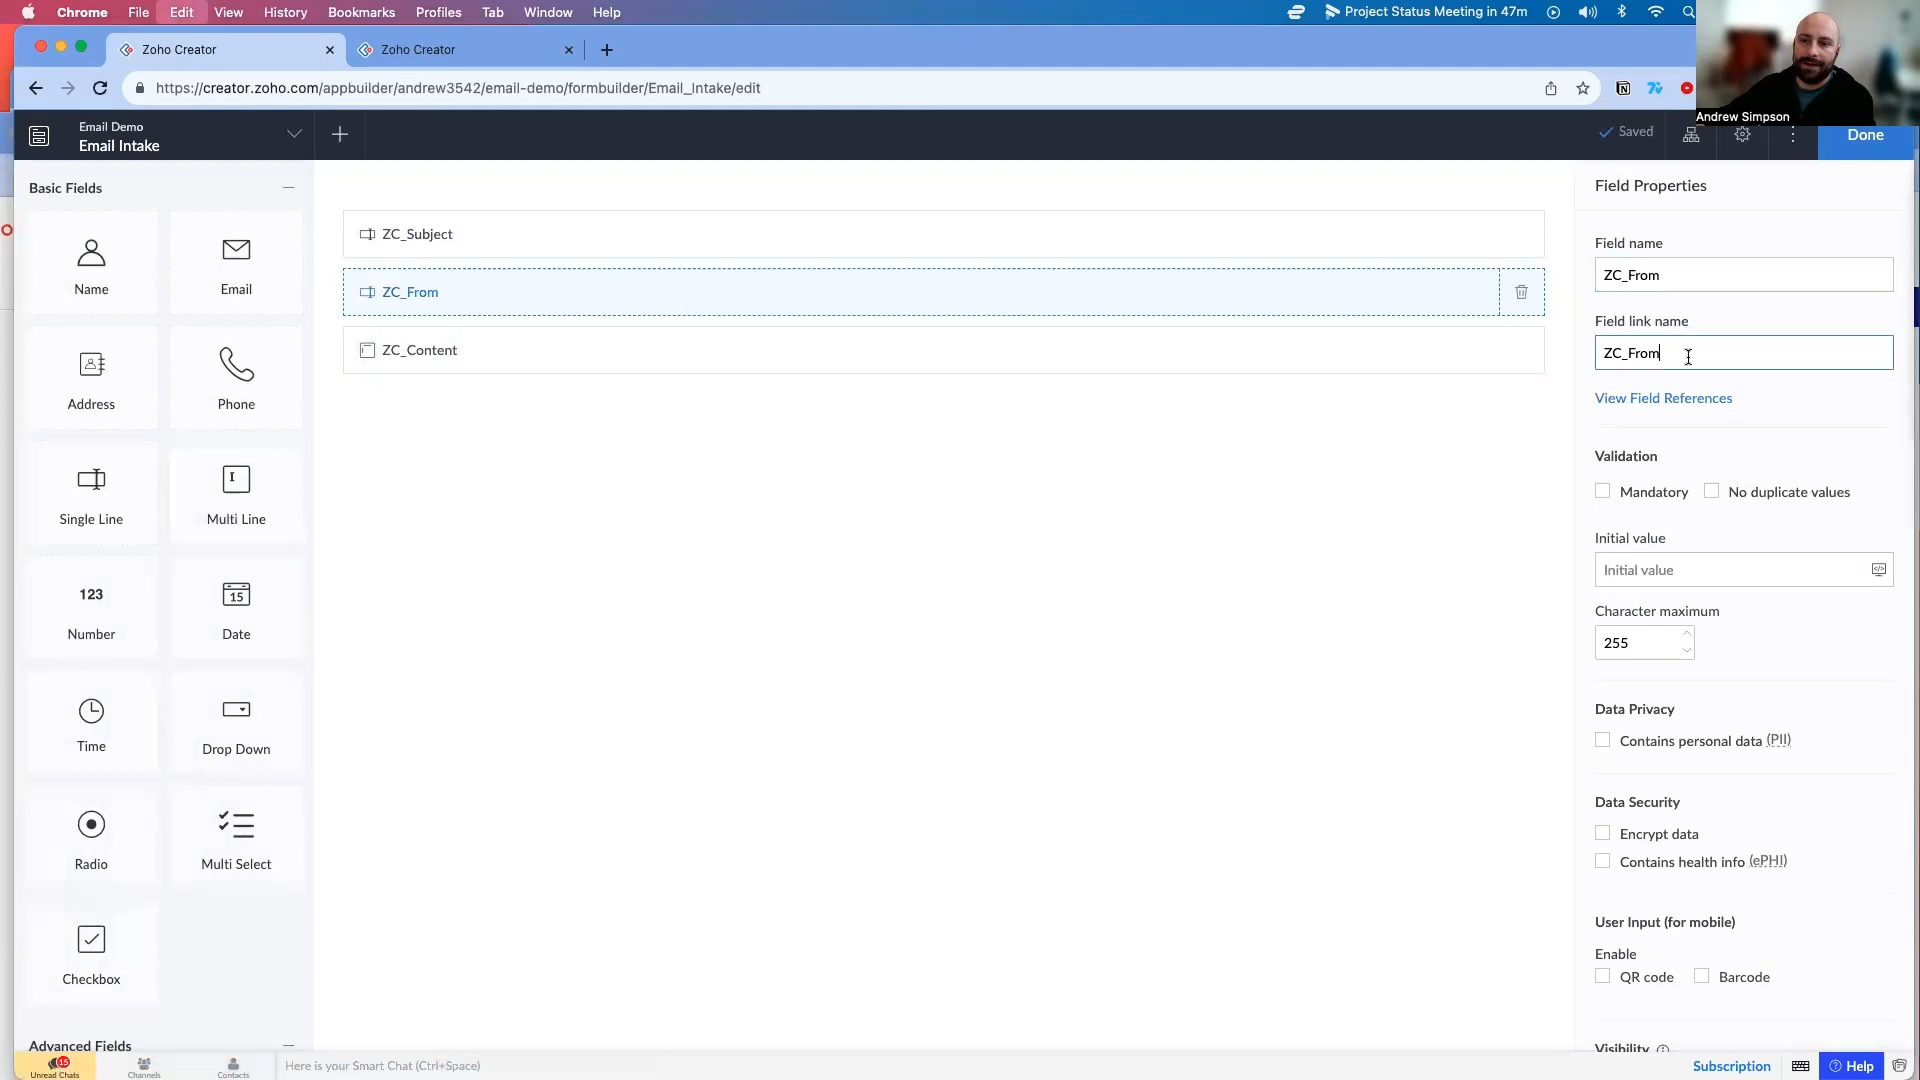 Chrome File Edit View History Bookmarks Profiles Tab Window Help
Project Status Meeting in 47m
Zoho Creator
Zoho Creator
https://creator.zoho.com/appbuilder/andrew3542/email-demo/formbuilder/Email_Intake/edit
Andrew Simpson
Email Demo
Email Intake
Saved
Done
Basic Fields
Name
Email
Address
Phone
Single Line
Multi Line
123
Number
15
Date
Time
Drop Down
Radio
Multi Select
Checkbox
Advanced Fields
ZC_Subject
ZC_From
ZC_Content
Field Properties
Field name
ZC_From
Field link name
ZC_From
View Field References
Validation
Mandatory
No duplicate values
Initial value
Initial value
Character maximum
255
Data Privacy
Contains personal data (PII)
Data Security
Encrypt data
Contains health info (ePHI)
User Input (for mobile)
Enable
QR code
Barcode
Visibility
15
Unread Chats
Channels
Contacts
Here is your Smart Chat (Ctrl+Space)
Subscription
Help